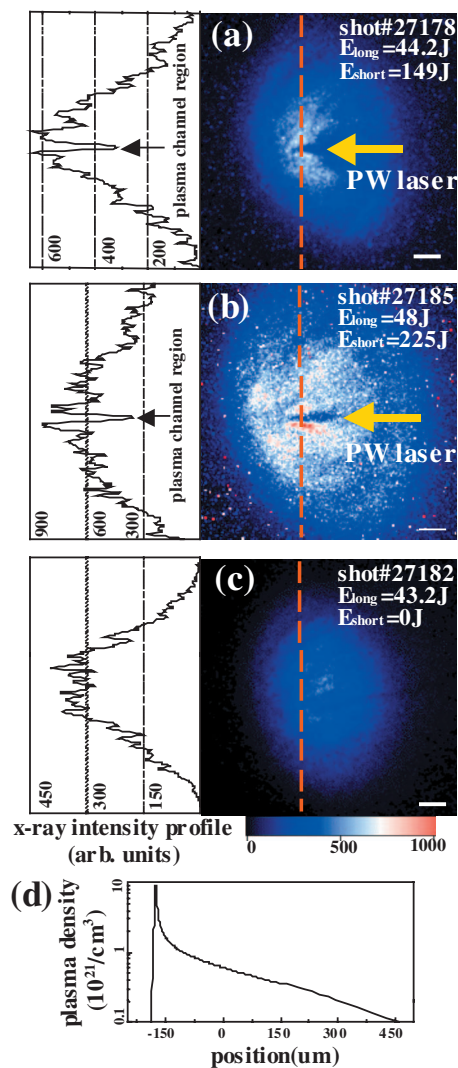 (a)
shot#27178
Elong=44.2J
Eshort=149J
PW laser
plasma channel region
600
400
200
(b)
shot#27185
Elong=48J
Eshort=225J
PW laser
plasma channel region
900
600
300
(c)
shot#27182
Elong=43.2J
Eshort=0J
450
300
150
x-ray intensity profile
(arb. units)
0
500
1000
(d)
plasma density
(10²¹/cm³)
10
1
0.1
-150
0
150
300
450
position(um)